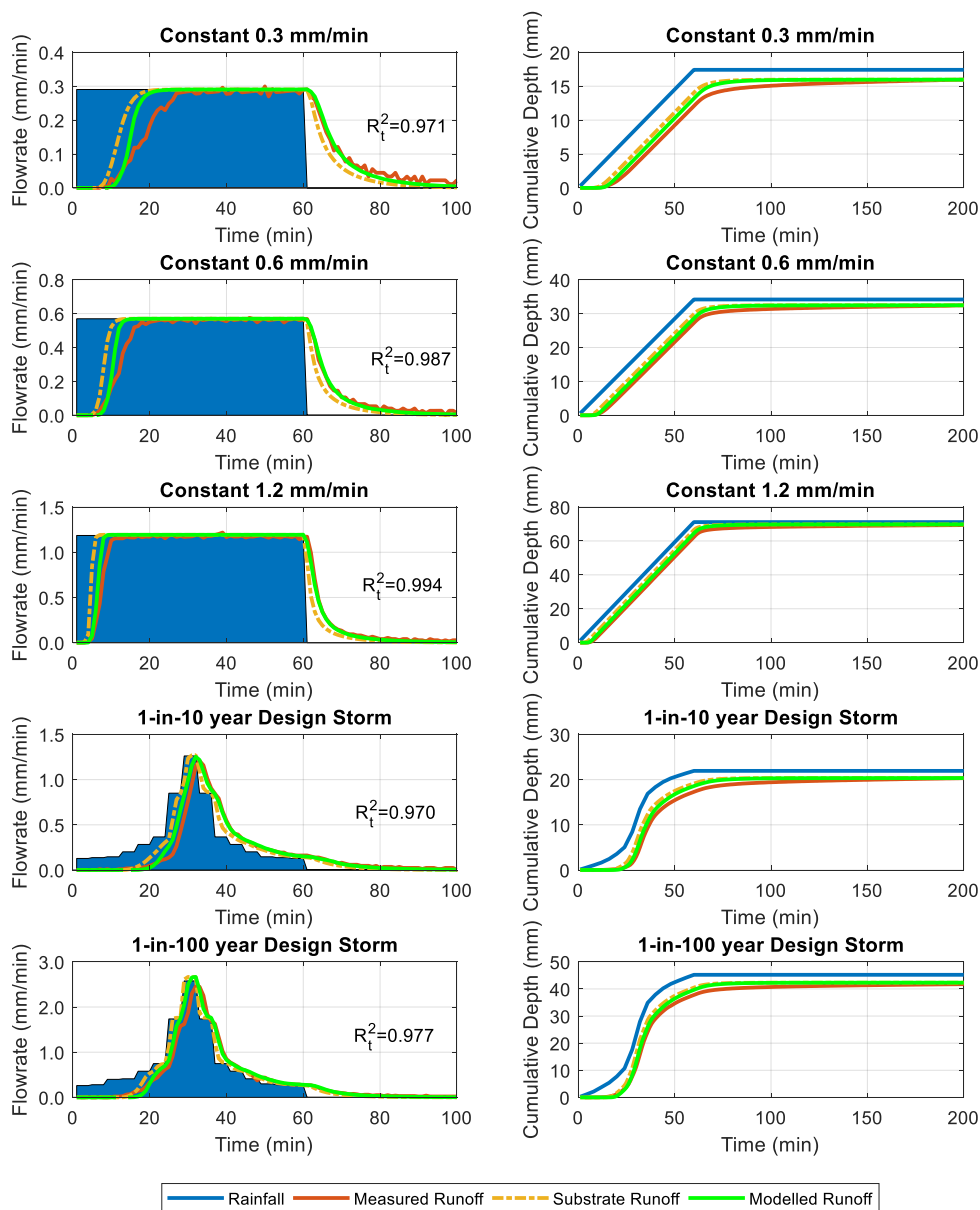 Constant 0.3 mm/min
Flowrate (mm/min)
0.4
0.3
0.2
0.1
0.0
R_t^2=0.971
0 20 40 60 80 100
Time (min)
Constant 0.3 mm/min
Cumulative Depth (mm)
20
15
10
5
0
0 50 100 150 200
Time (min)
Constant 0.6 mm/min
Flowrate (mm/min)
0.8
0.6
0.4
0.2
0.0
R_t^2=0.987
0 20 40 60 80 100
Time (min)
Constant 0.6 mm/min
Cumulative Depth (mm)
40
30
20
10
0
0 50 100 150 200
Time (min)
Constant 1.2 mm/min
Flowrate (mm/min)
1.5
1.0
0.5
0.0
R_t^2=0.994
0 20 40 60 80 100
Time (min)
Constant 1.2 mm/min
Cumulative Depth (mm)
80
60
40
20
0
0 50 100 150 200
Time (min)
1-in-10 year Design Storm
Flowrate (mm/min)
1.5
1.0
0.5
0.0
R_t^2=0.970
0 20 40 60 80 100
Time (min)
1-in-10 year Design Storm
Cumulative Depth (mm)
30
20
10
0
0 50 100 150 200
Time (min)
1-in-100 year Design Storm
Flowrate (mm/min)
3.0
2.0
1.0
0.0
R_t^2=0.977
0 20 40 60 80 100
Time (min)
1-in-100 year Design Storm
Cumulative Depth (mm)
50
40
30
20
10
0
0 50 100 150 200
Time (min)
Rainfall Measured Runoff Substrate Runoff Modelled Runoff